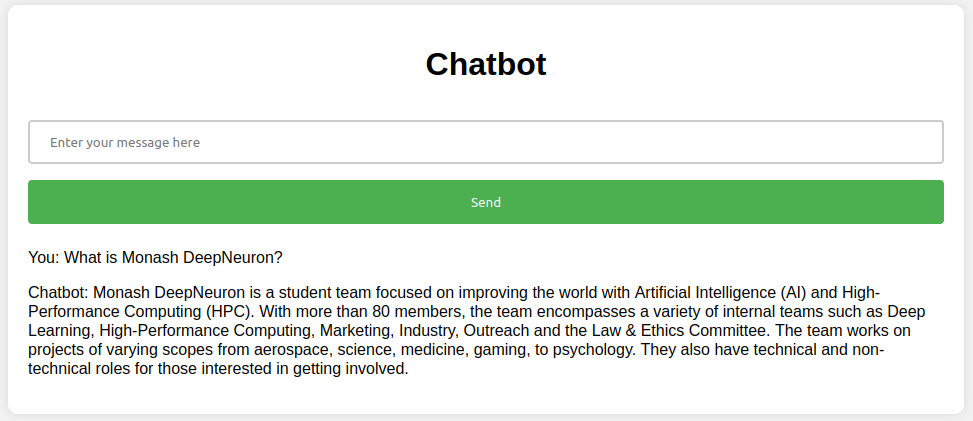 Chatbot
Enter your message here
Send
You: What is Monash DeepNeuron?
Chatbot: Monash DeepNeuron is a student team focused on improving the world with Artificial Intelligence (AI) and High-
Performance Computing (HPC). With more than 80 members, the team encompasses a variety of internal teams such as Deep
Learning, High-Performance Computing, Marketing, Industry, Outreach and the Law & Ethics Committee. The team works on
projects of varying scopes from aerospace, science, medicine, gaming, to psychology. They also have technical and non-
technical roles for those interested in getting involved.